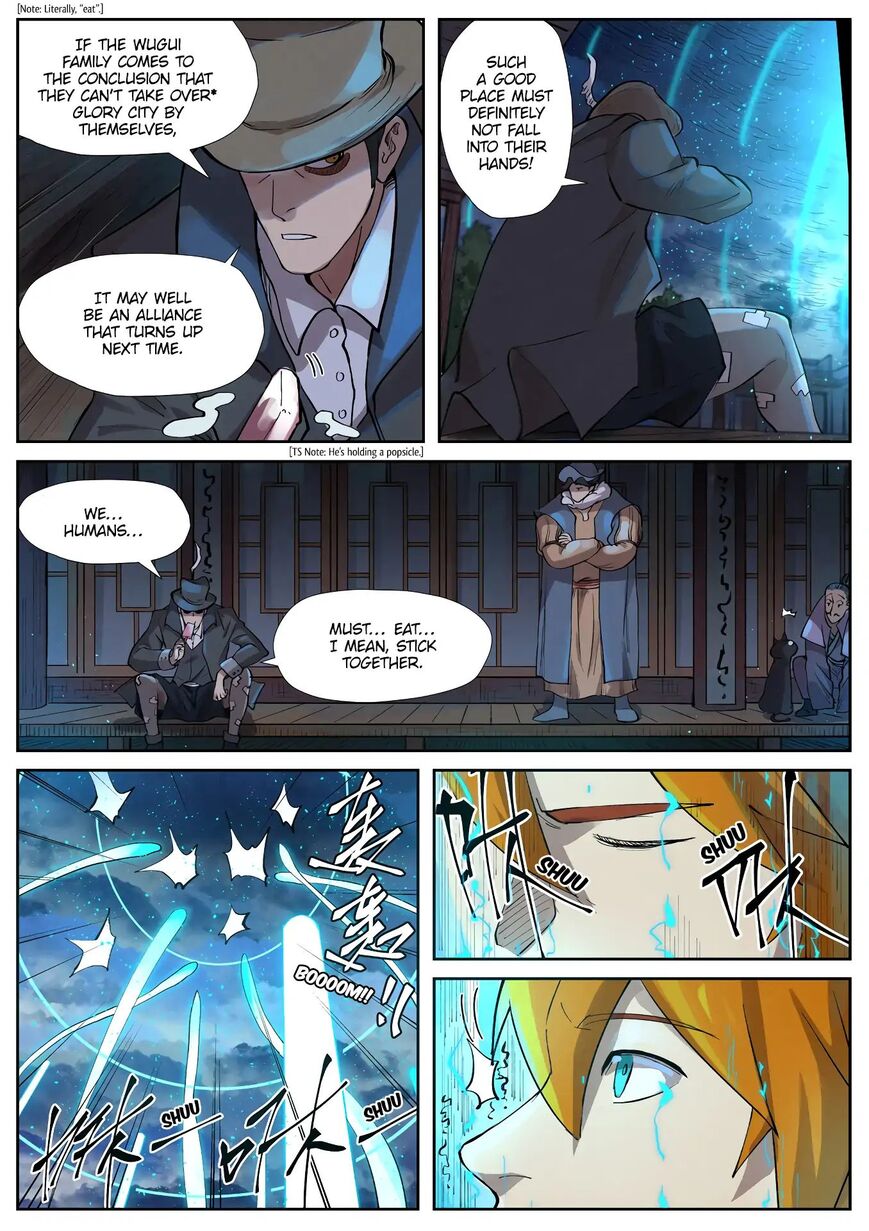 [Note: Literally, "eat".]
IF THE WUGUI
FAMILY COMES TO
THE CONCLUSION THAT
THEY CAN'T TAKE OVER*
GLORY CITY BY
THEMSELVES,
IT MAY WELL
BE AN ALLIANCE
THAT TURNS UP
NEXT TIME.
SUCH
A GOOD
PLACE MUST
DEFINITELY
NOT FALL
INTO THEIR
HANDS!
[TS Note: He's holding a popsicle.]
WE...
HUMANS...
MUST... EAT...
I MEAN, STICK
TOGETHER.
轰
轰
!!
BOOOOM!!
SHUU
SHUU
SHUU
SHUU